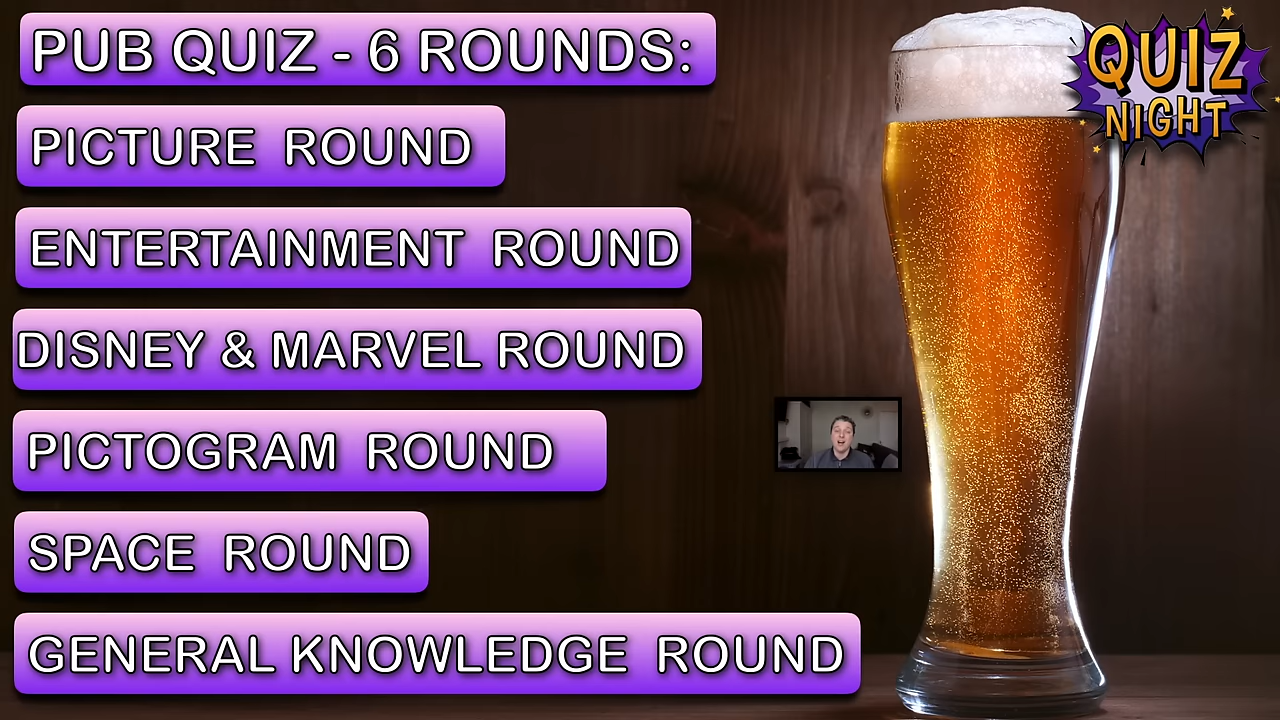 PUB QUIZ - 6 ROUNDS:
QUIZ
NIGHT
PICTURE ROUND
ENTERTAINMENT ROUND
DISNEY & MARVEL ROUND
PICTOGRAM ROUND
SPACE ROUND
GENERAL KNOWLEDGE ROUND